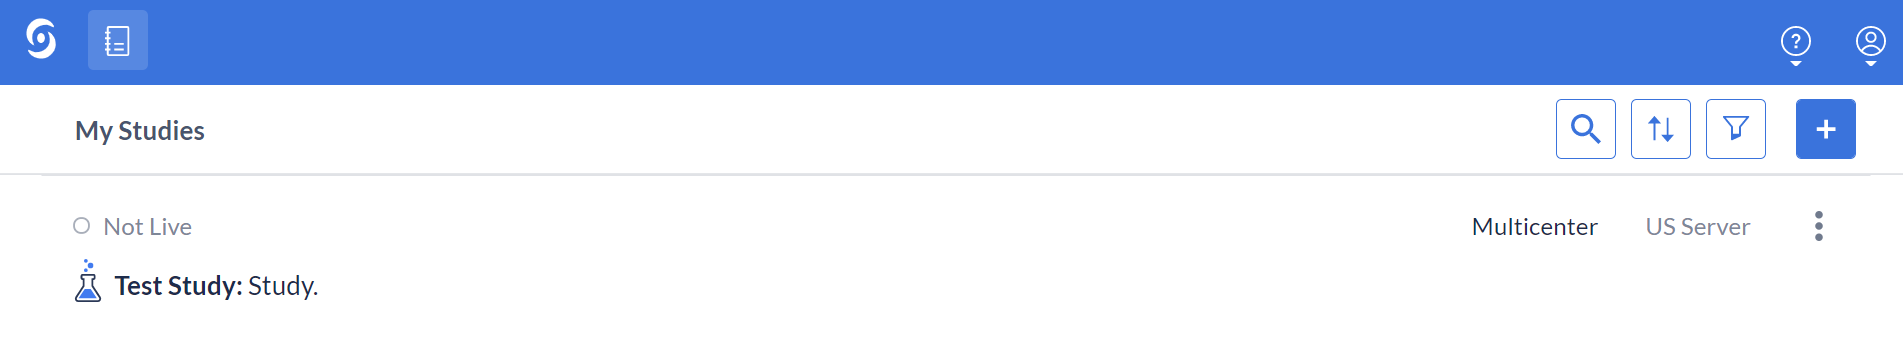 My Studies
Not Live
Multicenter
US Server
Test Study: Study.